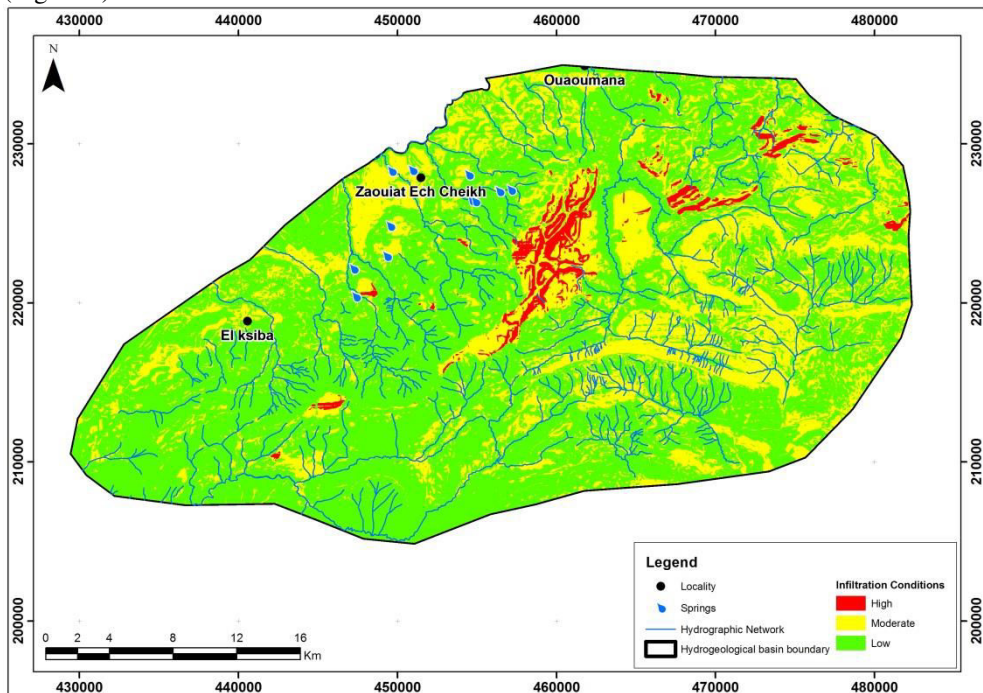 430000 440000 450000 460000 470000 480000
N
Ouaoumana
230000 230000
Zaouiat Ech Cheikh
220000 220000
El ksiba
210000 210000
Legend
Locality
Springs
Hydrographic Network
Hydrogeological basin boundary
Infiltration Conditions
High
Moderate
Low
200000 200000
0 2 4 8 12 16
Km
430000 440000 450000 460000 470000 480000